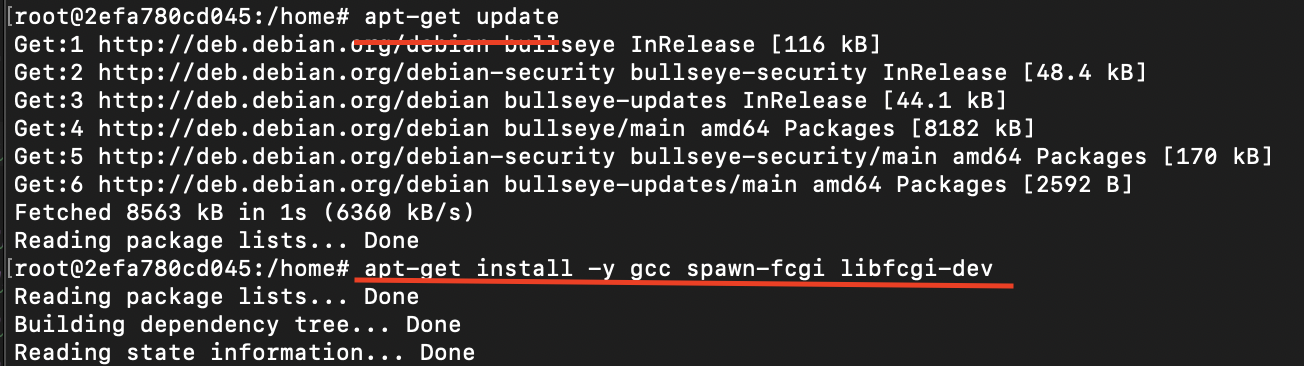 [root@2efa780cd045:/home# apt-get update
Get:1 http://deb.debian.org/debian bullseye InRelease [116 kB]
Get:2 http://deb.debian.org/debian-security bullseye-security InRelease [48.4 kB]
Get:3 http://deb.debian.org/debian bullseye-updates InRelease [44.1 kB]
Get:4 http://deb.debian.org/debian bullseye/main amd64 Packages [8182 kB]
Get:5 http://deb.debian.org/debian-security bullseye-security/main amd64 Packages [170 kB]
Get:6 http://deb.debian.org/debian bullseye-updates/main amd64 Packages [2592 B]
Fetched 8563 kB in 1s (6360 kB/s)
Reading package lists... Done
[root@2efa780cd045:/home# apt-get install -y gcc spawn-fcgi libfcgi-dev
Reading package lists... Done
Building dependency tree... Done
Reading state information... Done